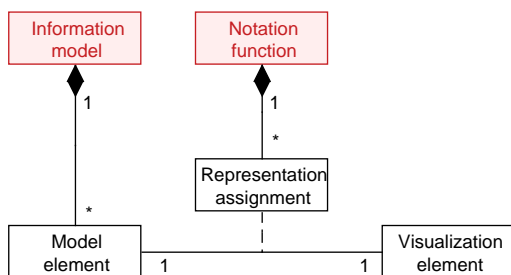 Information
model
Notation
function
1
1
*
*
Representation
assignment
Model
element
1
1
Visualization
element